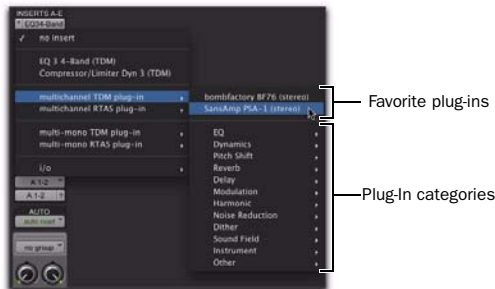 INSERTS A-E
EQ34-Band
no insert
EQ 3 4-Band (TDM)
Compressor/Limiter Dyn 3 (TDM)
multichannel TDM plug-in
multichannel RTAS plug-in
multi-mono TDM plug-in
multi-mono RTAS plug-in
i/o
bombfactory BF76 (stereo)
SansAmp PSA-1 (stereo)
EQ
Dynamics
Pitch Shift
Reverb
Delay
Modulation
Harmonic
Noise Reduction
Dither
Sound Field
Instrument
Other
Favorite plug-ins
Plug-In categories
A 1-2
A 1-2
AUTO
auto read
no group